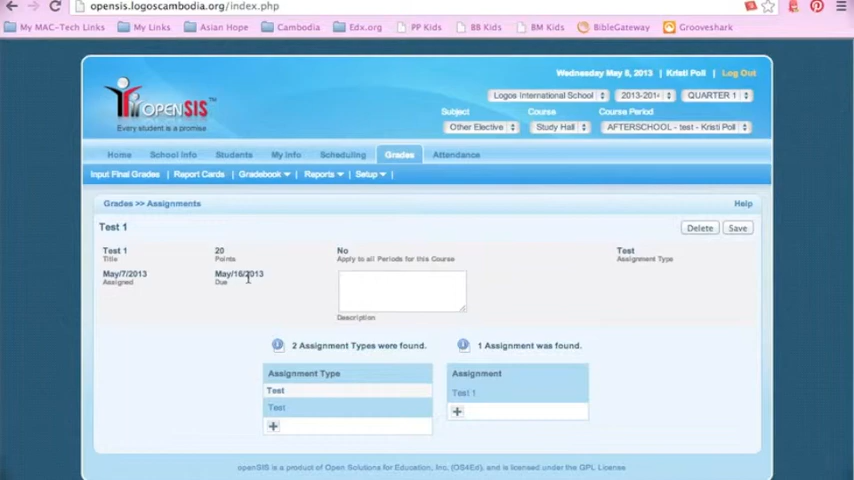 opensis.logoscambodia.org/index.php
My MAC-Tech Links My Links Asian Hope Cambodia Edx.org PP Kids BB Kids BM Kids BibleGateway Grooveshark
Wednesday May 8, 2013 | Kristi Poll | Log Out
OPENSIS
Every student is a promise
Logos International School 2013-201 QUARTER 1
Subject Course Course Period
Other Elective Study Hall AFTERSCHOOL - test - Kristi Poll
Home School Info Students My Info Scheduling Grades Attendance
Input Final Grades | Report Cards | Gradebook | Reports | Setup |
Grades >> Assignments Help
Test 1 Delete Save
Test 1 20 No Test
Title Points Apply to all Periods for this Course Assignment Type
May/7/2013 May/16/2013
Assigned Due
Description
2 Assignment Types were found. 1 Assignment was found.
Assignment Type Assignment
Test Test 1
Test
openSIS is a product of Open Solutions for Education, Inc. (OS4Ed), and is licensed under the GPL License